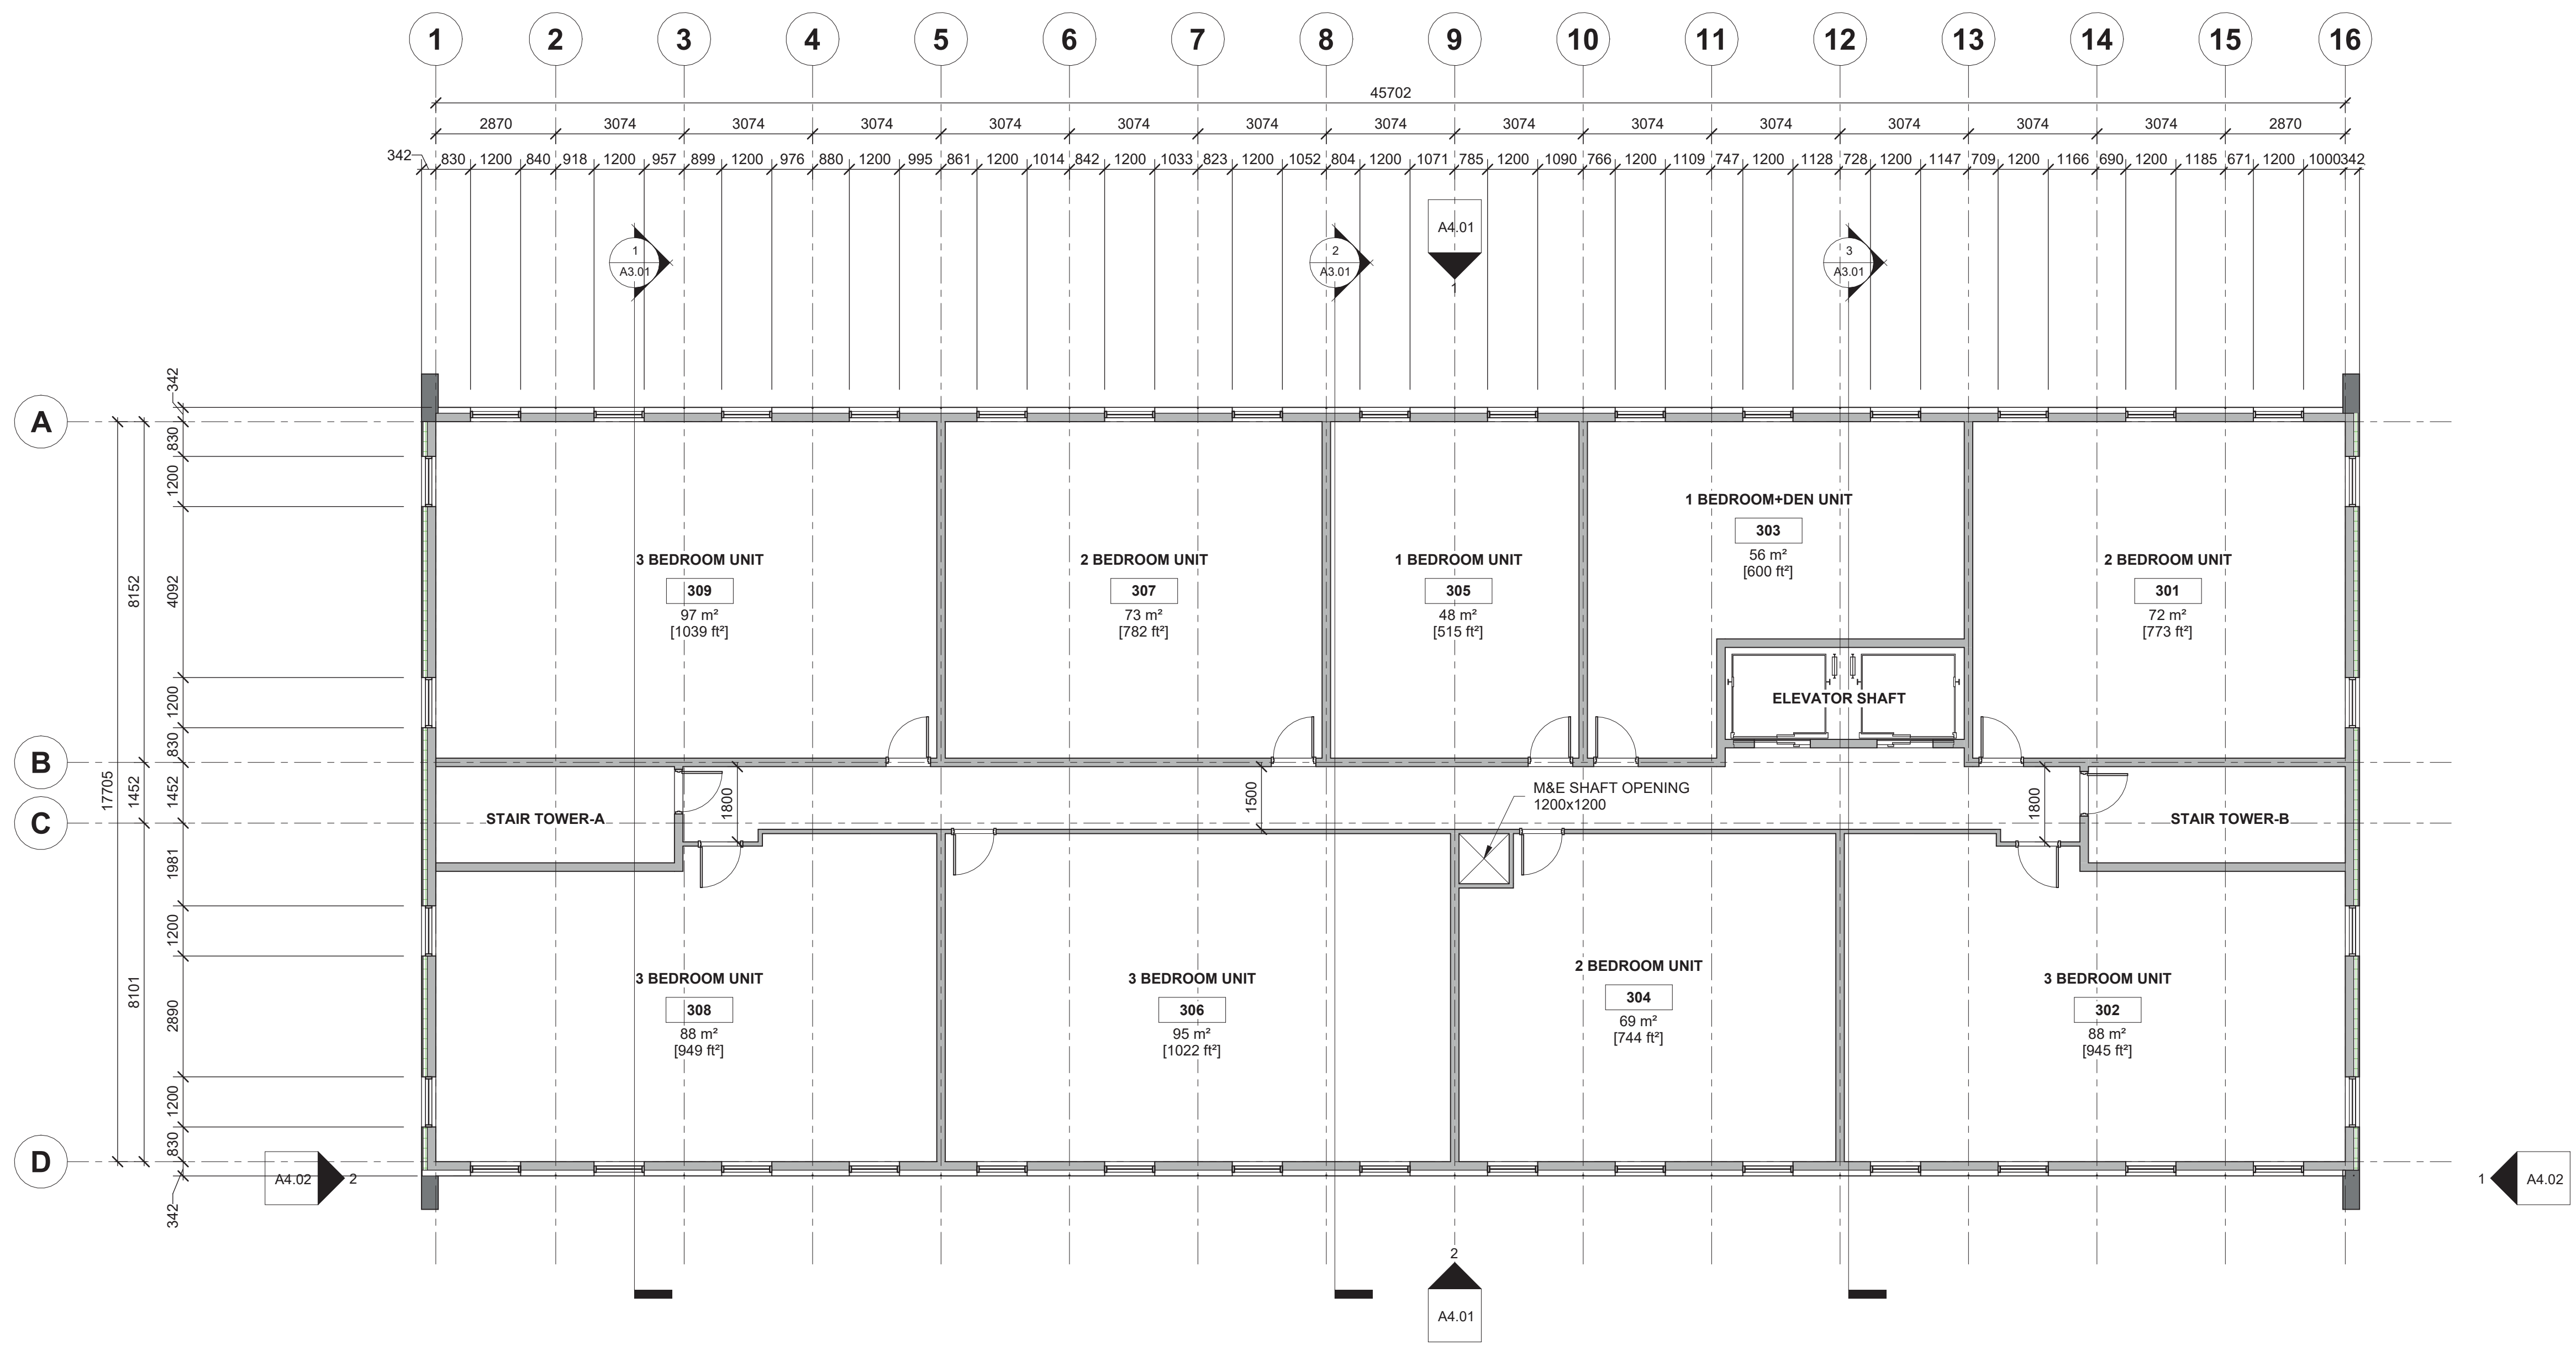 1 2 3 4 5 6 7 8 9 10 11 12 13 14 15 16
45702
2870 3074 3074 3074 3074 3074 3074 3074 3074 3074 3074 3074 3074 3074 2870
342 830 1200 840 918 1200 957 899 1200 976 880 1200 995 861 1200 1014 842 1200 1033 823 1200 1052 804 1200 1071 785 1200 1090 766 1200 1109 747 1200 1128 728 1200 1147 709 1200 1166 690 1200 1185 671 1200 1000 342
A4.01
1
1
A3.01
2
A3.01
3
A3.01
A
B
C
D
17705
8152
1452
8101
342
830
1200
4092
1200
830
1452
1981
1200
2890
1200
830
342
3 BEDROOM UNIT
309
97 m²
[1039 ft²]
2 BEDROOM UNIT
307
73 m²
[782 ft²]
1 BEDROOM UNIT
305
48 m²
[515 ft²]
1 BEDROOM+DEN UNIT
303
56 m²
[600 ft²]
ELEVATOR SHAFT
2 BEDROOM UNIT
301
72 m²
[773 ft²]
STAIR TOWER-A
1800
1500
M&E SHAFT OPENING
1200x1200
1800
STAIR TOWER-B
3 BEDROOM UNIT
308
88 m²
[949 ft²]
3 BEDROOM UNIT
306
95 m²
[1022 ft²]
2 BEDROOM UNIT
304
69 m²
[744 ft²]
3 BEDROOM UNIT
302
88 m²
[945 ft²]
A4.02 2
1 A4.02
2
A4.01